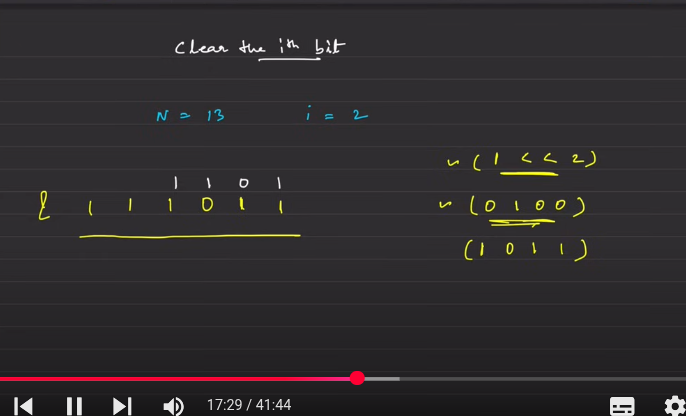 Clear the ith bit
N = 13 i = 2
~ ( 1 << 2 )
1 1 0 1
& 1 1 1 0 1 1
~ ( 0 1 0 0 )
( 1 0 1 1 )
17:29 / 41:44